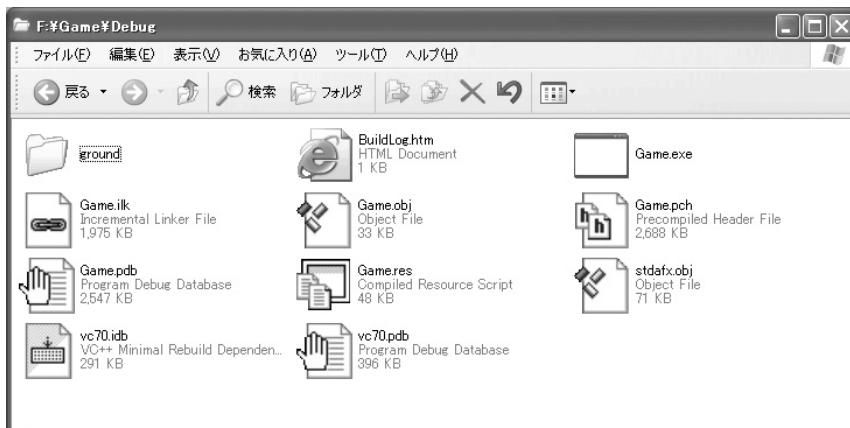 F:¥Game¥Debug
ファイル(F) 編集(E) 表示(V) お気に入り(A) ツール(T) ヘルプ(H)
戻る 検索 フォルダ
ground
BuildLog.htm
HTML Document
1 KB
Game.exe
Game.ilk
Incremental Linker File
1,975 KB
Game.obj
Object File
33 KB
Game.pch
Precompiled Header File
2,688 KB
Game.pdb
Program Debug Database
2,547 KB
Game.res
Compiled Resource Script
48 KB
stdafx.obj
Object File
71 KB
vc70.idb
VC++ Minimal Rebuild Dependen...
291 KB
vc70.pdb
Program Debug Database
396 KB